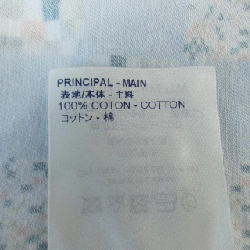 PRINCIPAL - MAIN
表地/本体 - 主料
100% COTON - COTTON
コットン - 棉